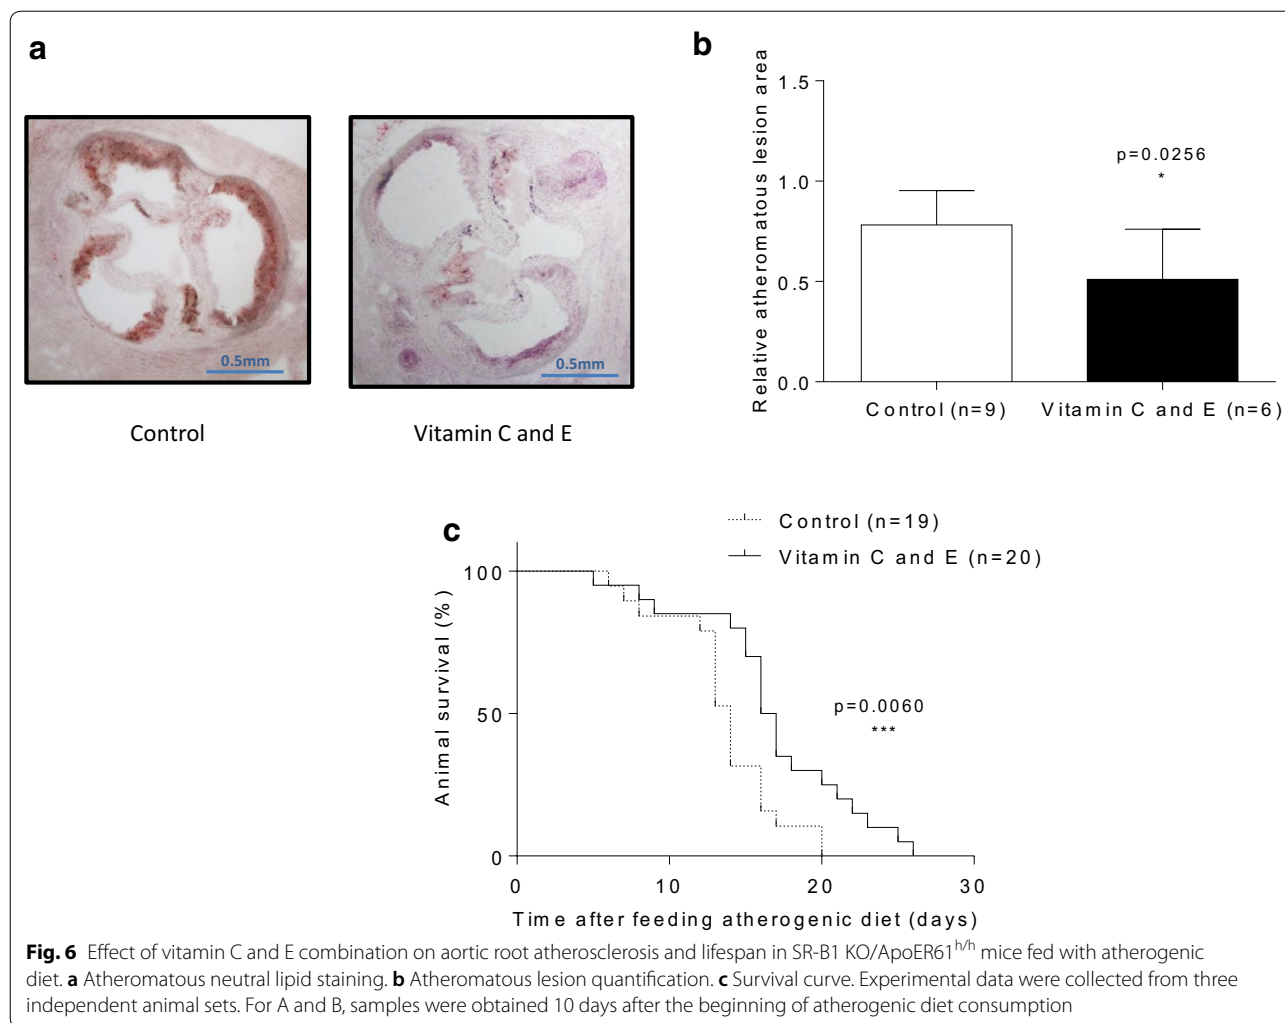 a
0.5mm
0.5mm
Control
Vitamin C and E
b
Relative atheromatous lesion area
1.5
1.0
0.5
0.0
p=0.0256
*
Control (n=9)
Vitamin C and E (n=6)
c
Control (n=19)
Vitamin C and E (n=20)
Animal survival (%)
100
50
0
p=0.0060
***
0 10 20 30
Time after feeding atherogenic diet (days)
Fig. 6 Effect of vitamin C and E combination on aortic root atherosclerosis and lifespan in SR-B1 KO/ApoER61h/h mice fed with atherogenic
diet. a Atheromatous neutral lipid staining. b Atheromatous lesion quantification. c Survival curve. Experimental data were collected from three
independent animal sets. For A and B, samples were obtained 10 days after the beginning of atherogenic diet consumption